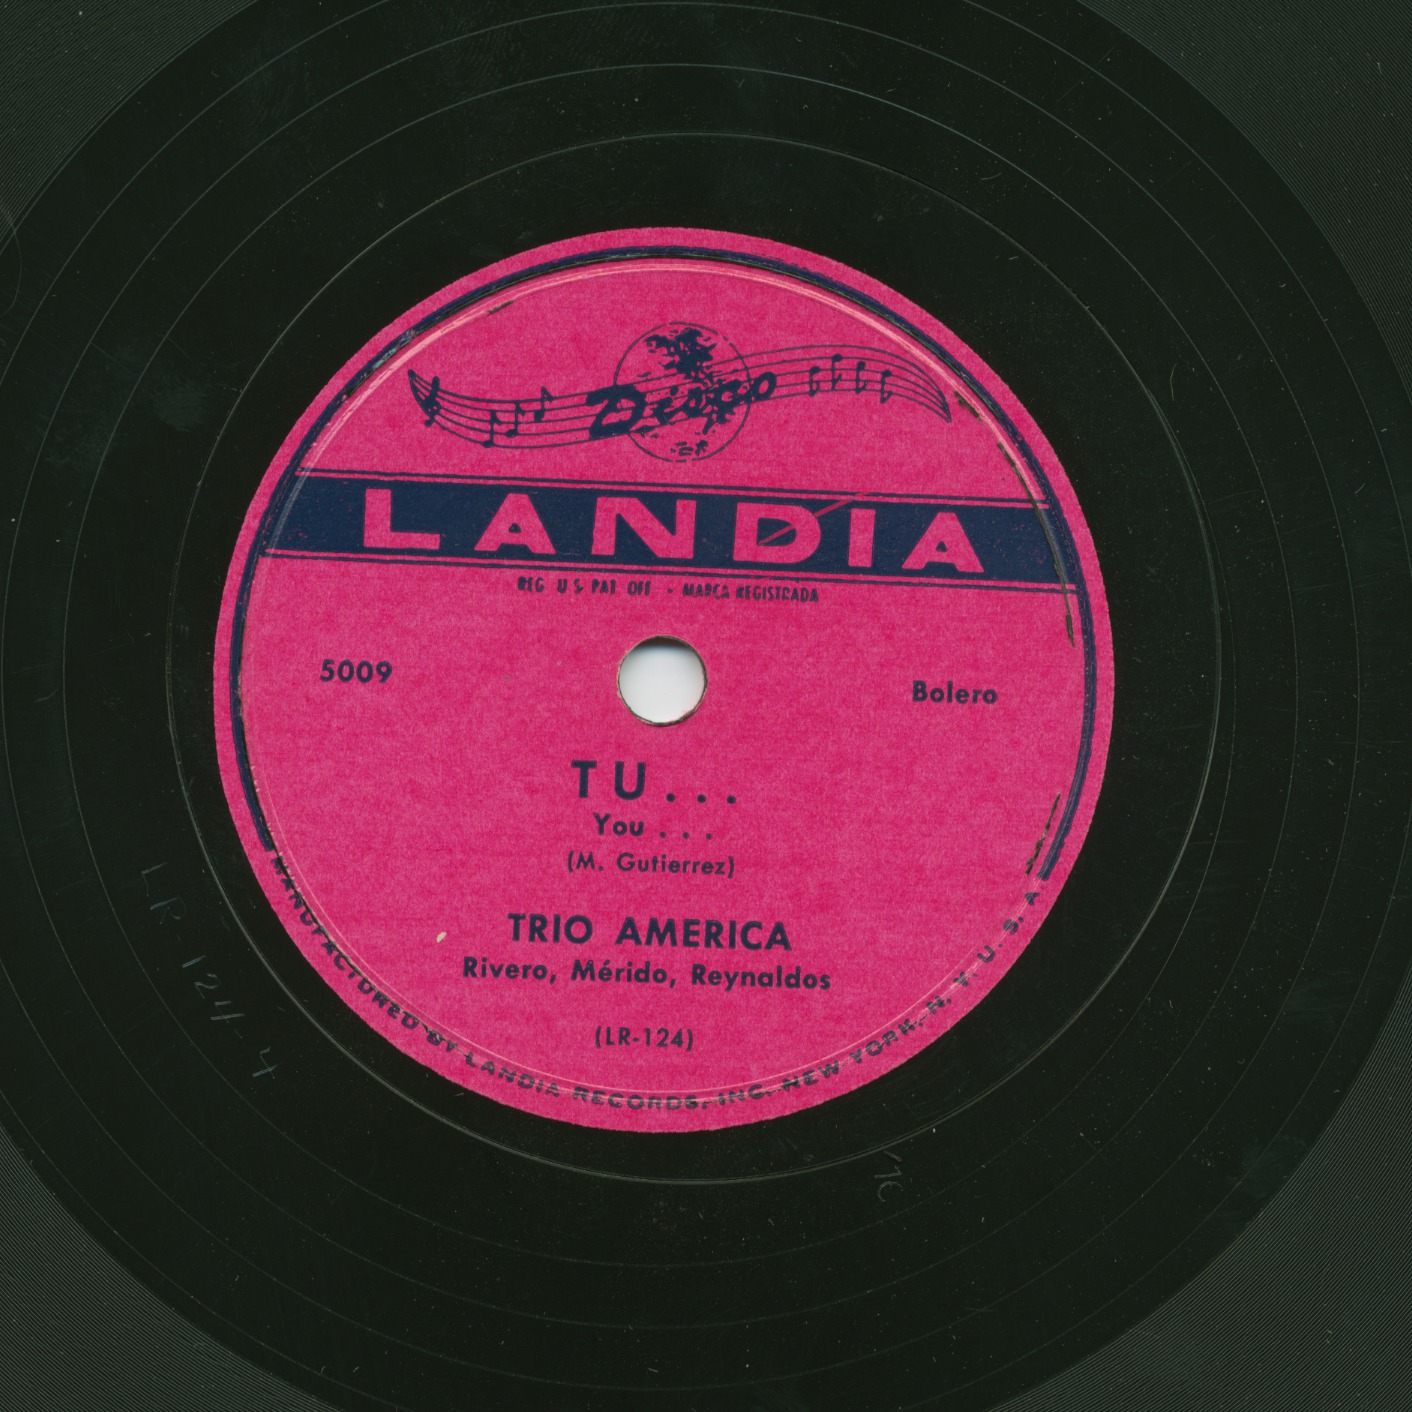 Disco
LANDIA
REG U S PAT OFF - MARCA REGISTRADA
5009
Bolero
TU...
You...
(M. Gutierrez)
TRIO AMERICA
Rivero, Mérido, Reynaldos
(LR-124)
MANUFACTURED BY LANDIA RECORDS, INC. NEW YORK, N. Y. U. S. A.
LR 124-4